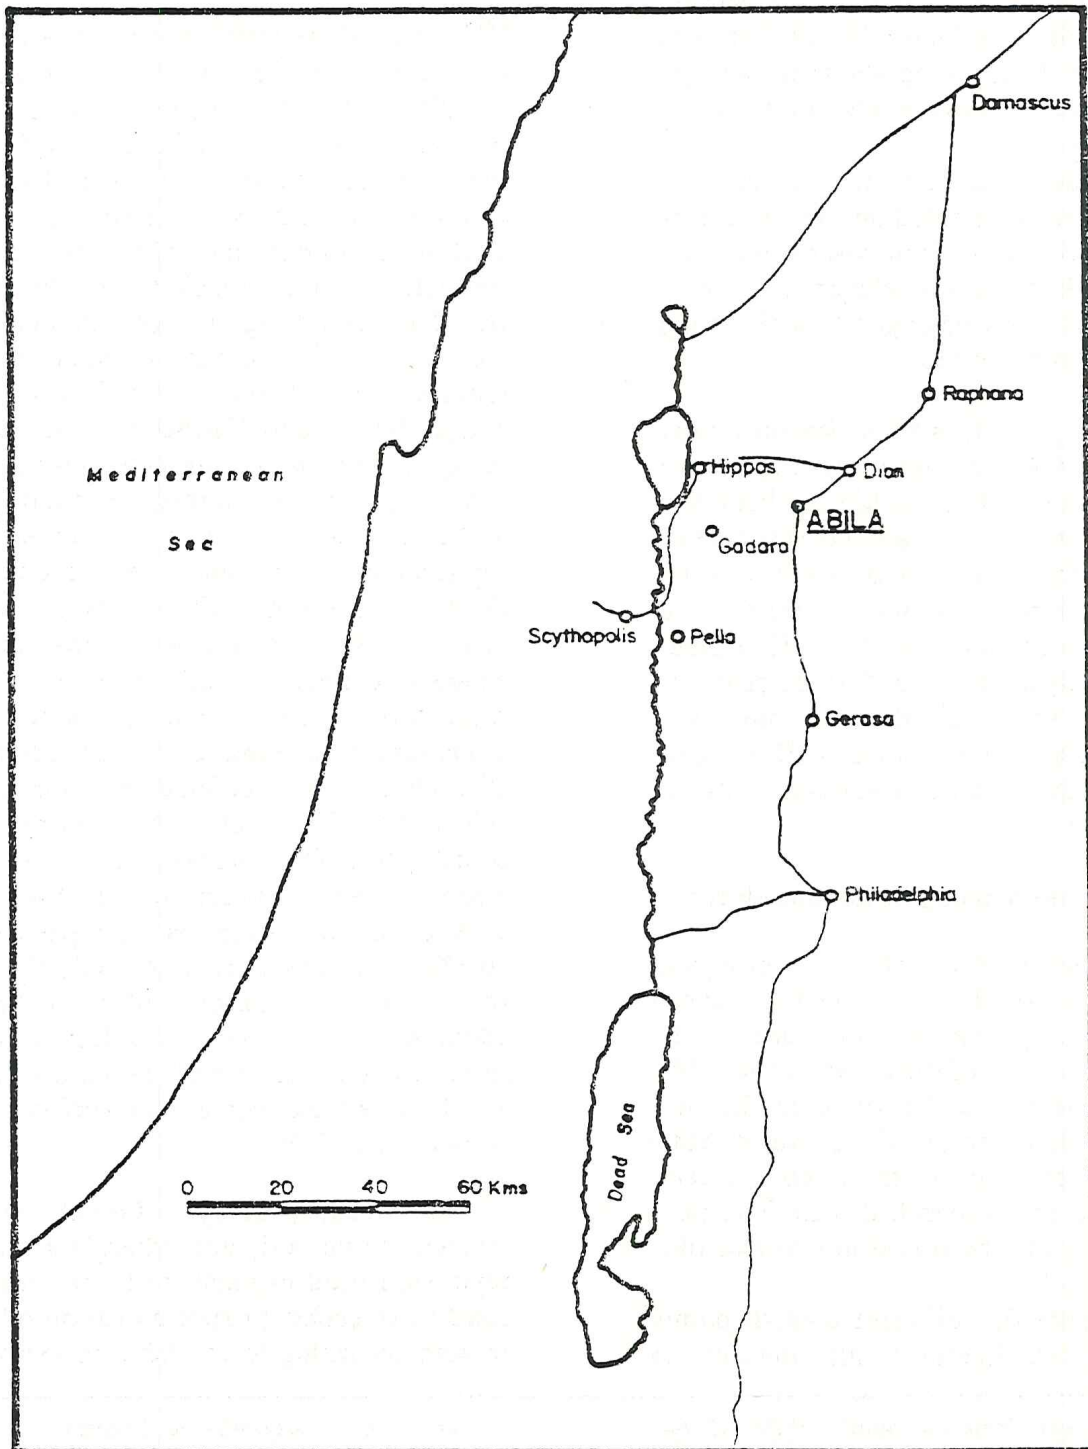 Damascus
Raphana
Mediterranean
Sea
Hippos
Dion
ABILA
Gadara
Scythopolis
Pella
Gerasa
Philadelphia
Dead Sea
0 20 40 60 Kms